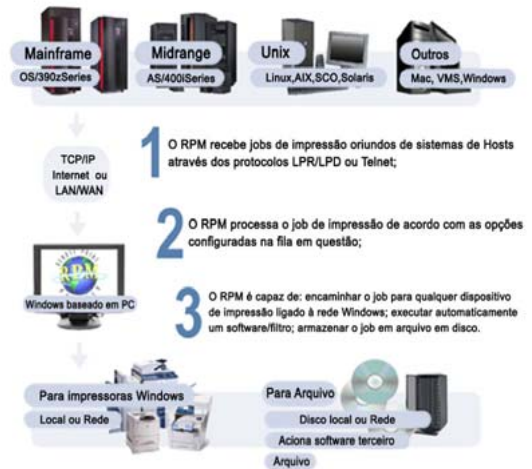 Mainframe
OS/390zSeries
Midrange
AS/400iSeries
Unix
Linux,AIX,SCO,Solaris
Outros
Mac, VMS,Windows
TCP/IP
Internet ou
LAN/WAN
1
O RPM recebe jobs de impressão oriundos de sistemas de Hosts
através dos protocolos LPR/LPD ou Telnet;
2
O RPM processa o job de impressão de acordo com as opções
configuradas na fila em questão;
REMOTE PRINT
RPM
Windows baseado em PC
3
O RPM é capaz de: encaminhar o job para qualquer dispositivo
de impressão ligado à rede Windows; executar automaticamente
um software/filtro; armazenar o job em arquivo em disco.
Para impressoras Windows
Local ou Rede
Para Arquivo
Disco local ou Rede
Aciona software terceiro
Arquivo